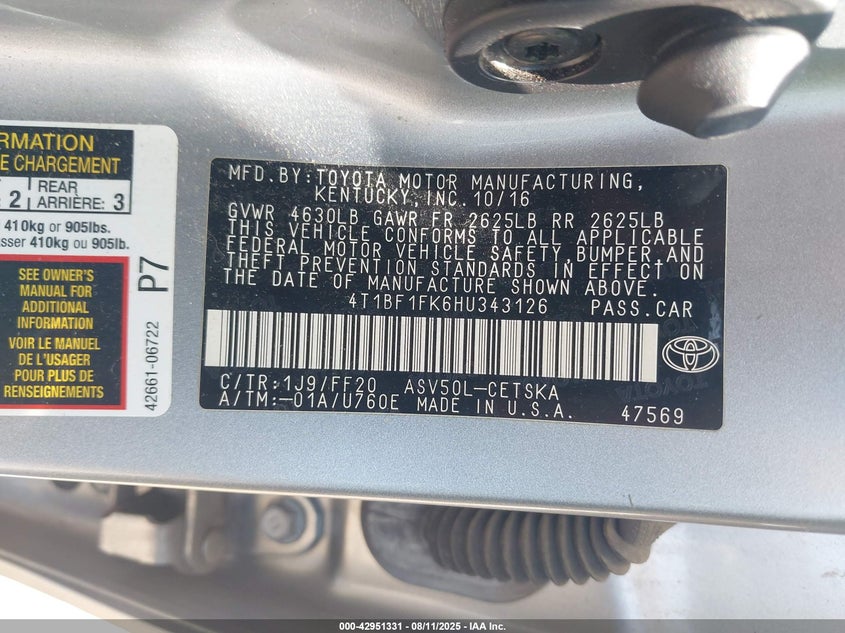 RMATION
E CHARGEMENT
2
REAR
ARRIÈRE: 3
410kg or 905lbs.
sser 410kg ou 905lb.
SEE OWNER'S
MANUAL FOR
ADDITIONAL
INFORMATION
VOIR LE MANUEL
DE L'USAGER
POUR PLUS DE
RENSEIGNEMENTS
P7
42661-06722
MFD.BY:TOYOTA MOTOR MANUFACTURING,
KENTUCKY, INC.10/16
GVWR 4630LB GAWR FR 2625LB RR 2625LB
THIS VEHICLE CONFORMS TO ALL APPLICABLE
FEDERAL MOTOR VEHICLE SAFETY,BUMPER,AND
THEFT PREVENTION STANDARDS IN EFFECT ON
THE DATE OF MANUFACTURE SHOWN ABOVE.
4T1BF1FK6HU343126 PASS.CAR
C/TR:1J9/FF20 ASV50L-CETSKA
A/TM:-01A/U760E MADE IN U.S.A. 47569
TOYOTA
000-42951331 - 08/11/2025 - IAA Inc.